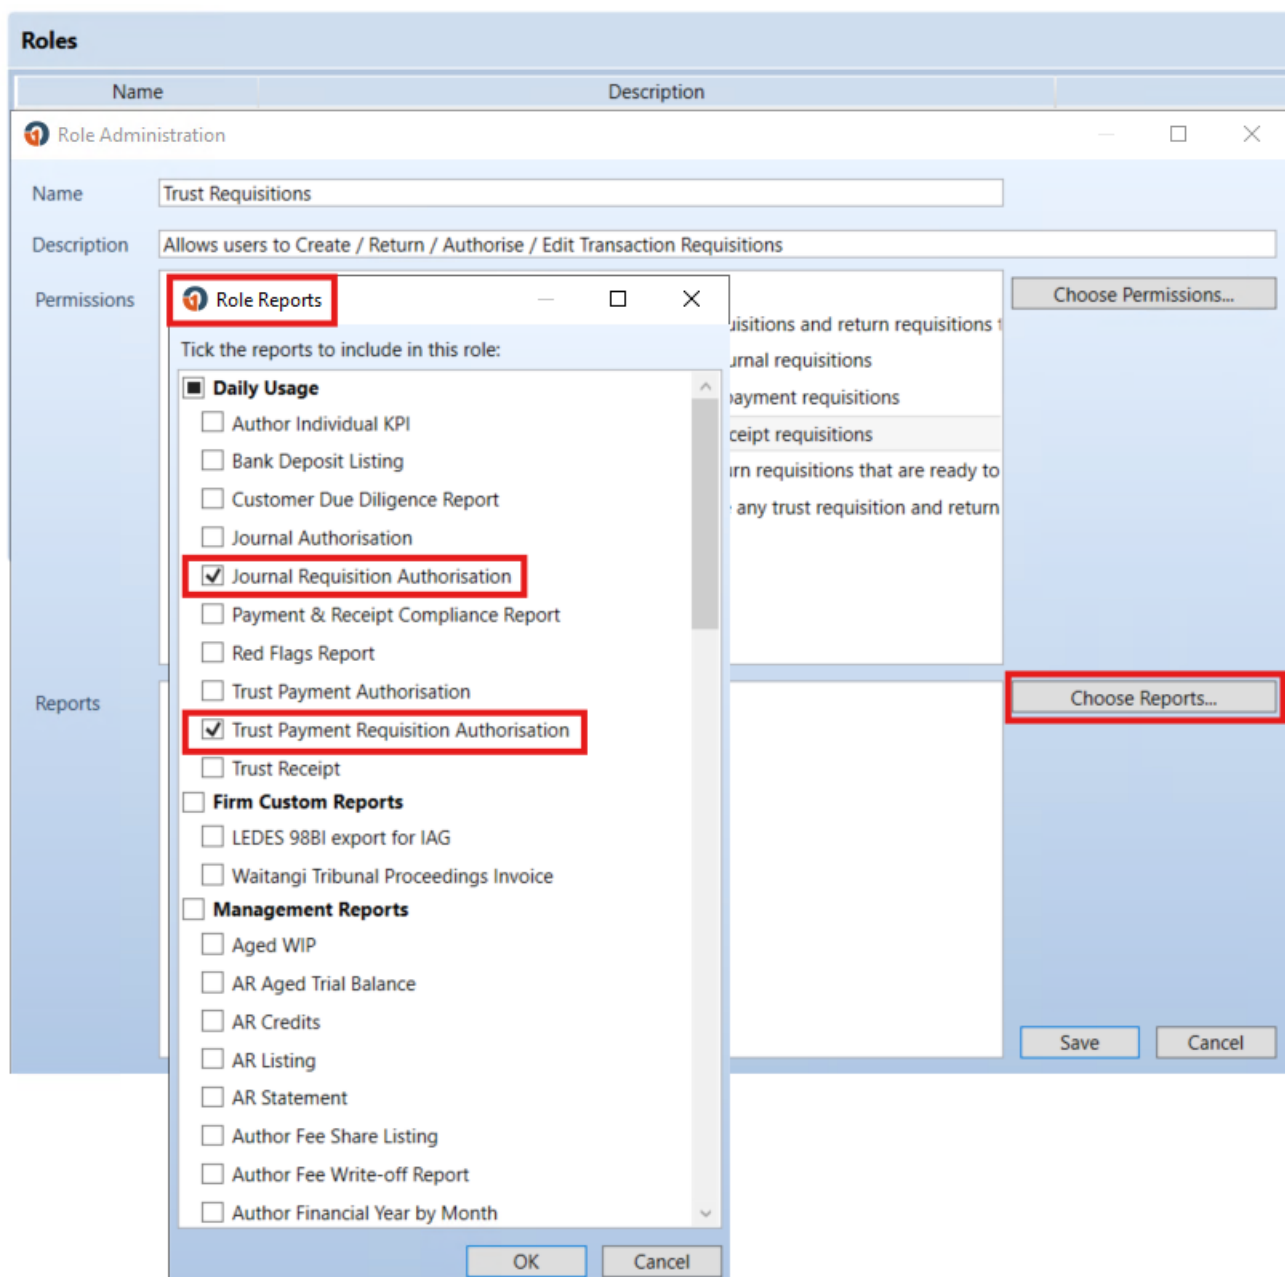 Roles
Name Description
Role Administration
Name Trust Requisitions
Description Allows users to Create / Return / Authorise / Edit Transaction Requisitions
Permissions
Choose Permissions...
requisitions and return requisitions
requisitions
requisitions
requisitions
requisitions that are ready to
any trust requisition and return
Role Reports
Tick the reports to include in this role:
Daily Usage
Author Individual KPI
Bank Deposit Listing
Customer Due Diligence Report
Journal Authorisation
Journal Requisition Authorisation
Payment & Receipt Compliance Report
Red Flags Report
Trust Payment Authorisation
Trust Payment Requisition Authorisation
Trust Receipt
Firm Custom Reports
LEDES 98BI export for IAG
Waitangi Tribunal Proceedings Invoice
Management Reports
Aged WIP
AR Aged Trial Balance
AR Credits
AR Listing
AR Statement
Author Fee Share Listing
Author Fee Write-off Report
Author Financial Year by Month
OK Cancel
Reports
Choose Reports...
Save Cancel